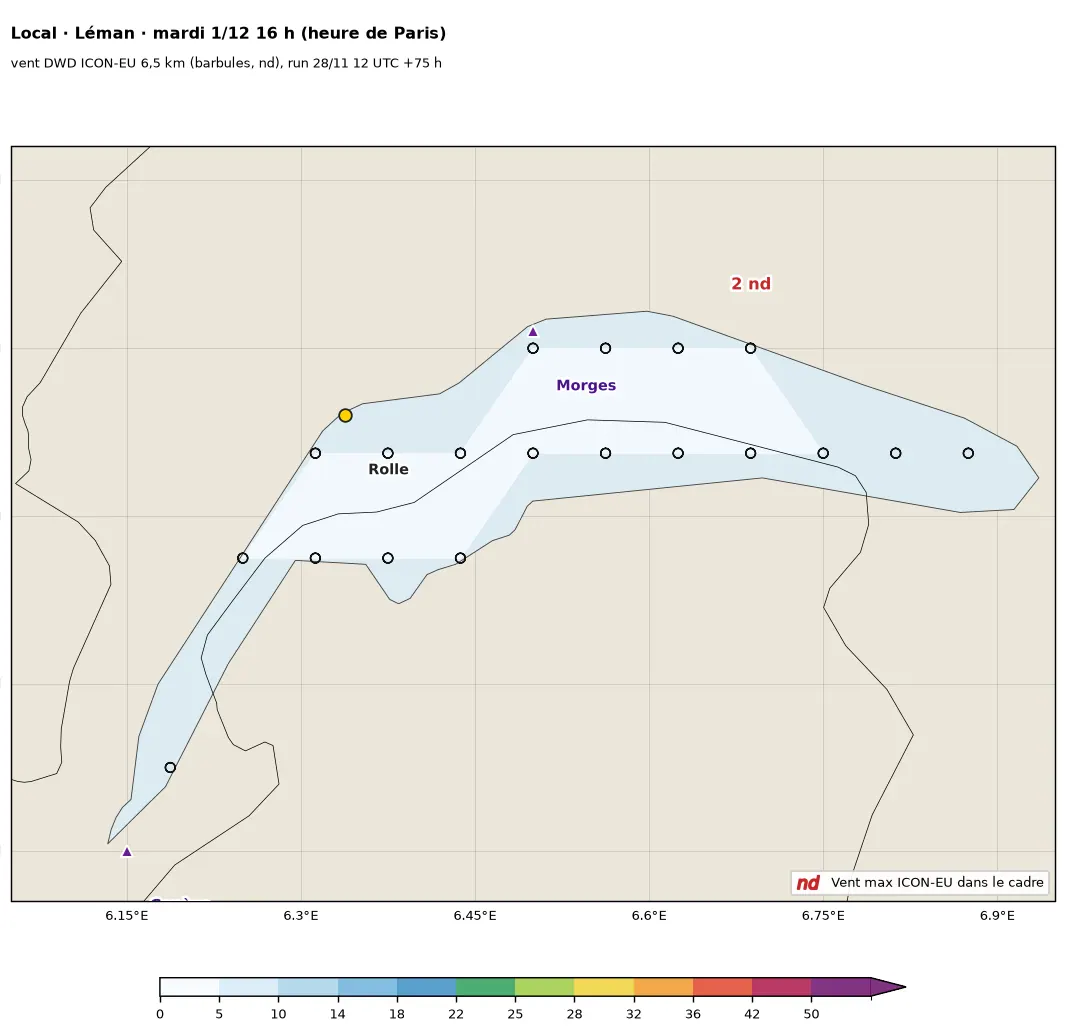 Local · Léman · mardi 1/12 16 h (heure de Paris)
vent DWD ICON-EU 6,5 km (barbules, nd), run 28/11 12 UTC +75 h
2 nd
Morges
Rolle
nd Vent max ICON-EU dans le cadre
6.15°E 6.3°E 6.45°E 6.6°E 6.75°E 6.9°E
0 5 10 14 18 22 25 28 32 36 42 50